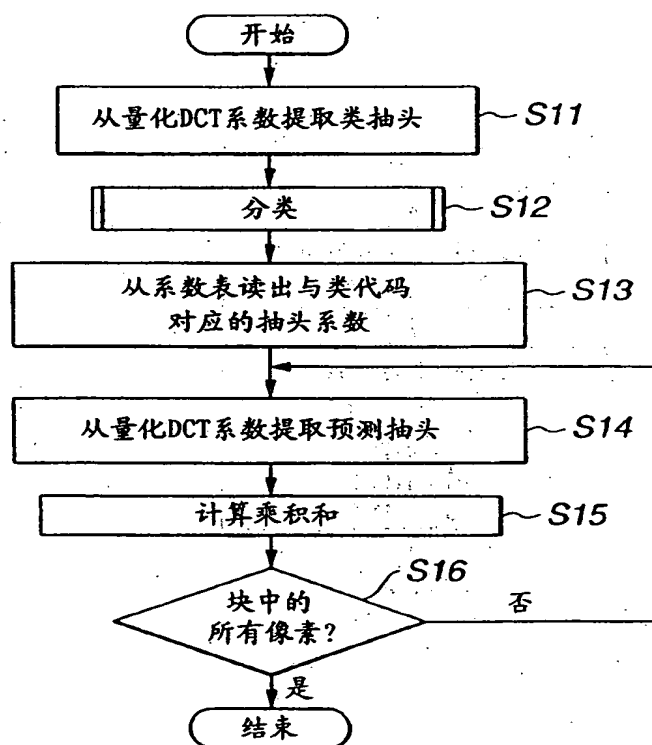 开始
从量化DCT系数提取类抽头
S11
分类
S12
从系数表读出与类代码
对应的抽头系数
S13
从量化DCT系数提取预测抽头
S14
计算乘积和
S15
S16
块中的
所有像素?
否
是
结束